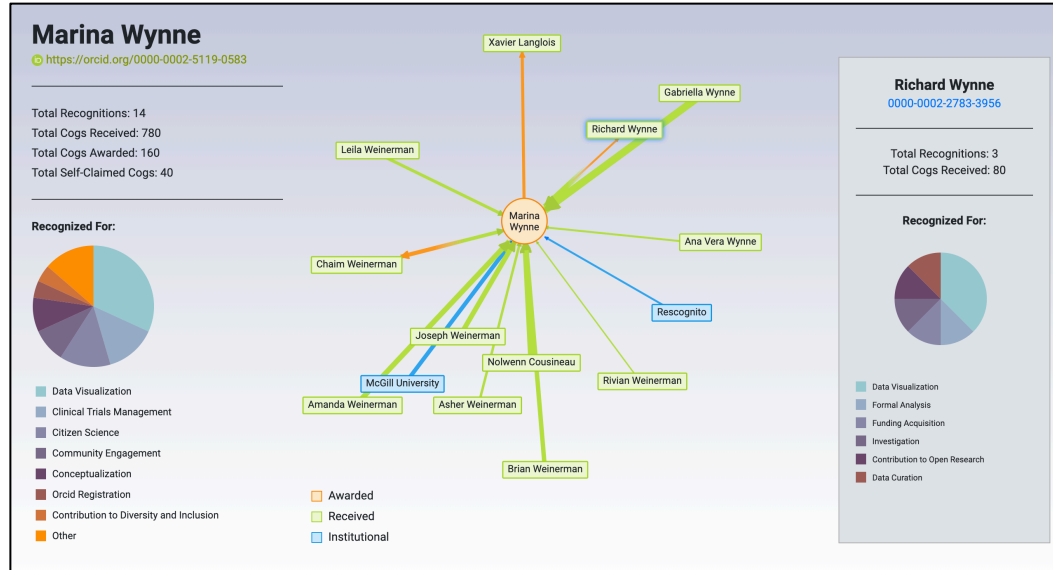 Marina Wynne
https://orcid.org/0000-0002-5119-0583
Total Recognitions: 14
Total Cogs Received: 780
Total Cogs Awarded: 160
Total Self-Claimed Cogs: 40
Recognized For:
Data Visualization
Clinical Trials Management
Citizen Science
Community Engagement
Conceptualization
Orcid Registration
Contribution to Diversity and Inclusion
Other
Xavier Langlois
Gabriella Wynne
Richard Wynne
Leila Weinerman
Marina
Wynne
Ana Vera Wynne
Chaim Weinerman
Rescognito
Joseph Weinerman
Nolwenn Cousineau
McGill University
Rivian Weinerman
Amanda Weinerman
Asher Weinerman
Brian Weinerman
Awarded
Received
Institutional
Richard Wynne
0000-0002-2783-3956
Total Recognitions: 3
Total Cogs Received: 80
Recognized For:
Data Visualization
Formal Analysis
Funding Acquisition
Investigation
Contribution to Open Research
Data Curation